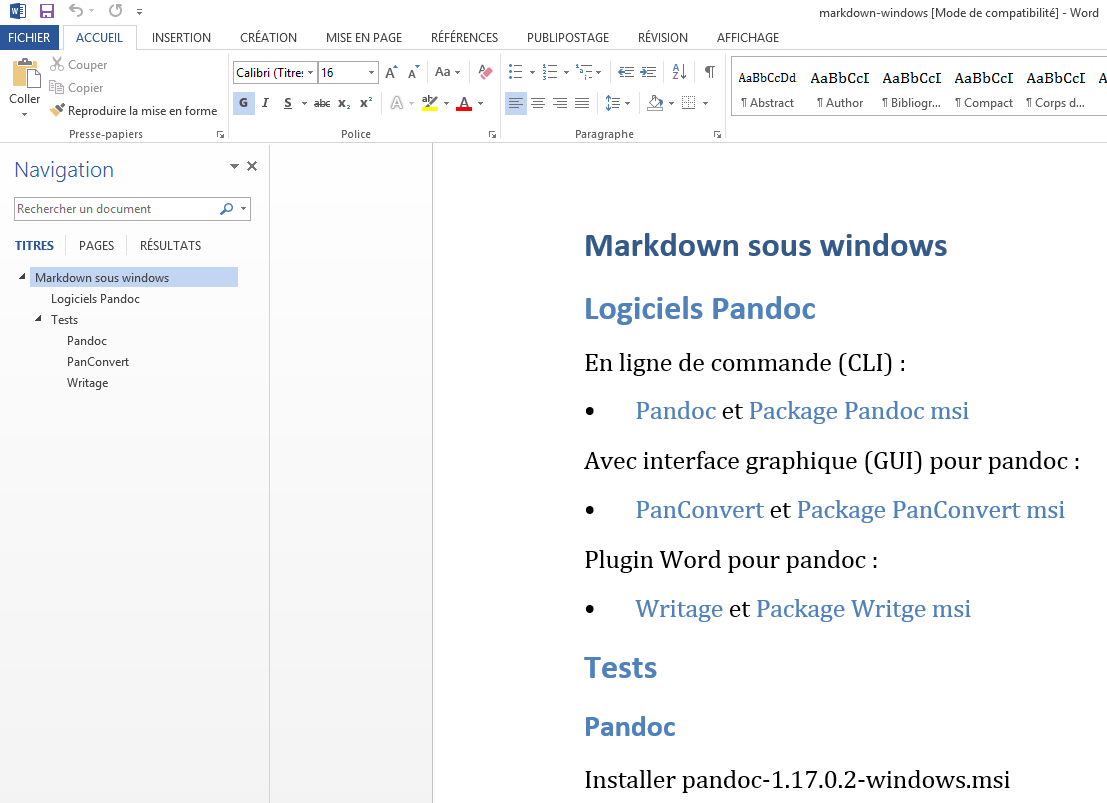 markdown-windows [Mode de compatibilité] - Word
FICHIER ACCUEIL INSERTION CRÉATION MISE EN PAGE RÉFÉRENCES PUBLIPOSTAGE RÉVISION AFFICHAGE
Coller
Couper
Copier
Reproduire la mise en forme
Presse-papiers
Calibri (Titre: 16
G I S abc x₂ x²
Police
Paragraphe
AaBbCcDd AaBbCcI AaBbCcI AaBbCcI AaBbCcI A
¶ Abstract ¶ Author ¶ Bibliogr... ¶ Compact ¶ Corps d...
Navigation
Rechercher un document
TITRES PAGES RÉSULTATS
Markdown sous windows
Logiciels Pandoc
Tests
Pandoc
PanConvert
Writage
Markdown sous windows
Logiciels Pandoc
En ligne de commande (CLI) :
• Pandoc et Package Pandoc msi
Avec interface graphique (GUI) pour pandoc :
• PanConvert et Package PanConvert msi
Plugin Word pour pandoc :
• Writage et Package Writge msi
Tests
Pandoc
Installer pandoc-1.17.0.2-windows.msi